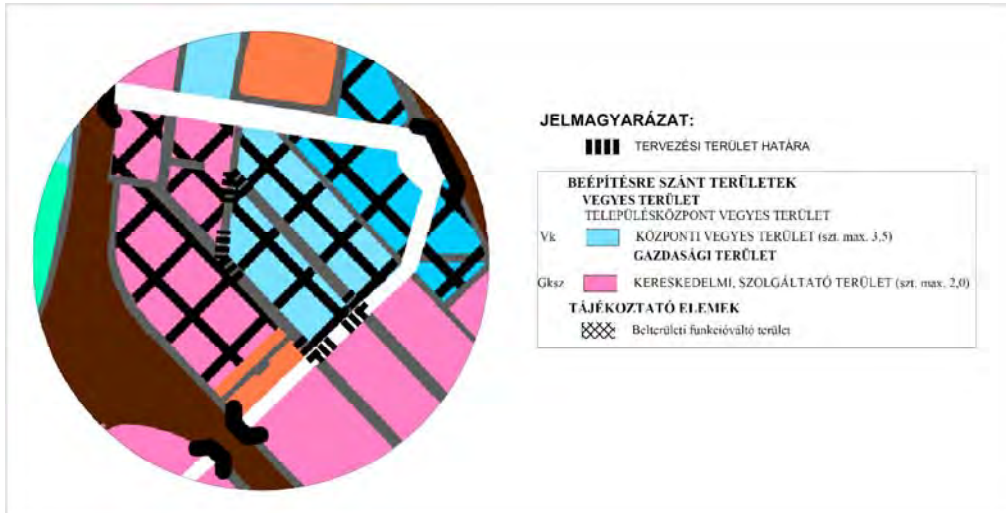 JELMAGYARÁZAT:
TERVEZÉSI TERÜLET HATÁRA
BEÉPÍTÉSRE SZÁNT TERÜLETEK
VEGYES TERÜLET
TELEPÜLÉSKÖZPONT VEGYES TERÜLET
Vk KÖZPONTI VEGYES TERÜLET (szt. max. 3,5)
GAZDASÁGI TERÜLET
Gksz KERESKEDELMI, SZOLGÁLTATÓ TERÜLET (szt. max. 2,0)
TÁJÉKOZTATÓ ELEMEK
Belterületi funkcióváltó terület